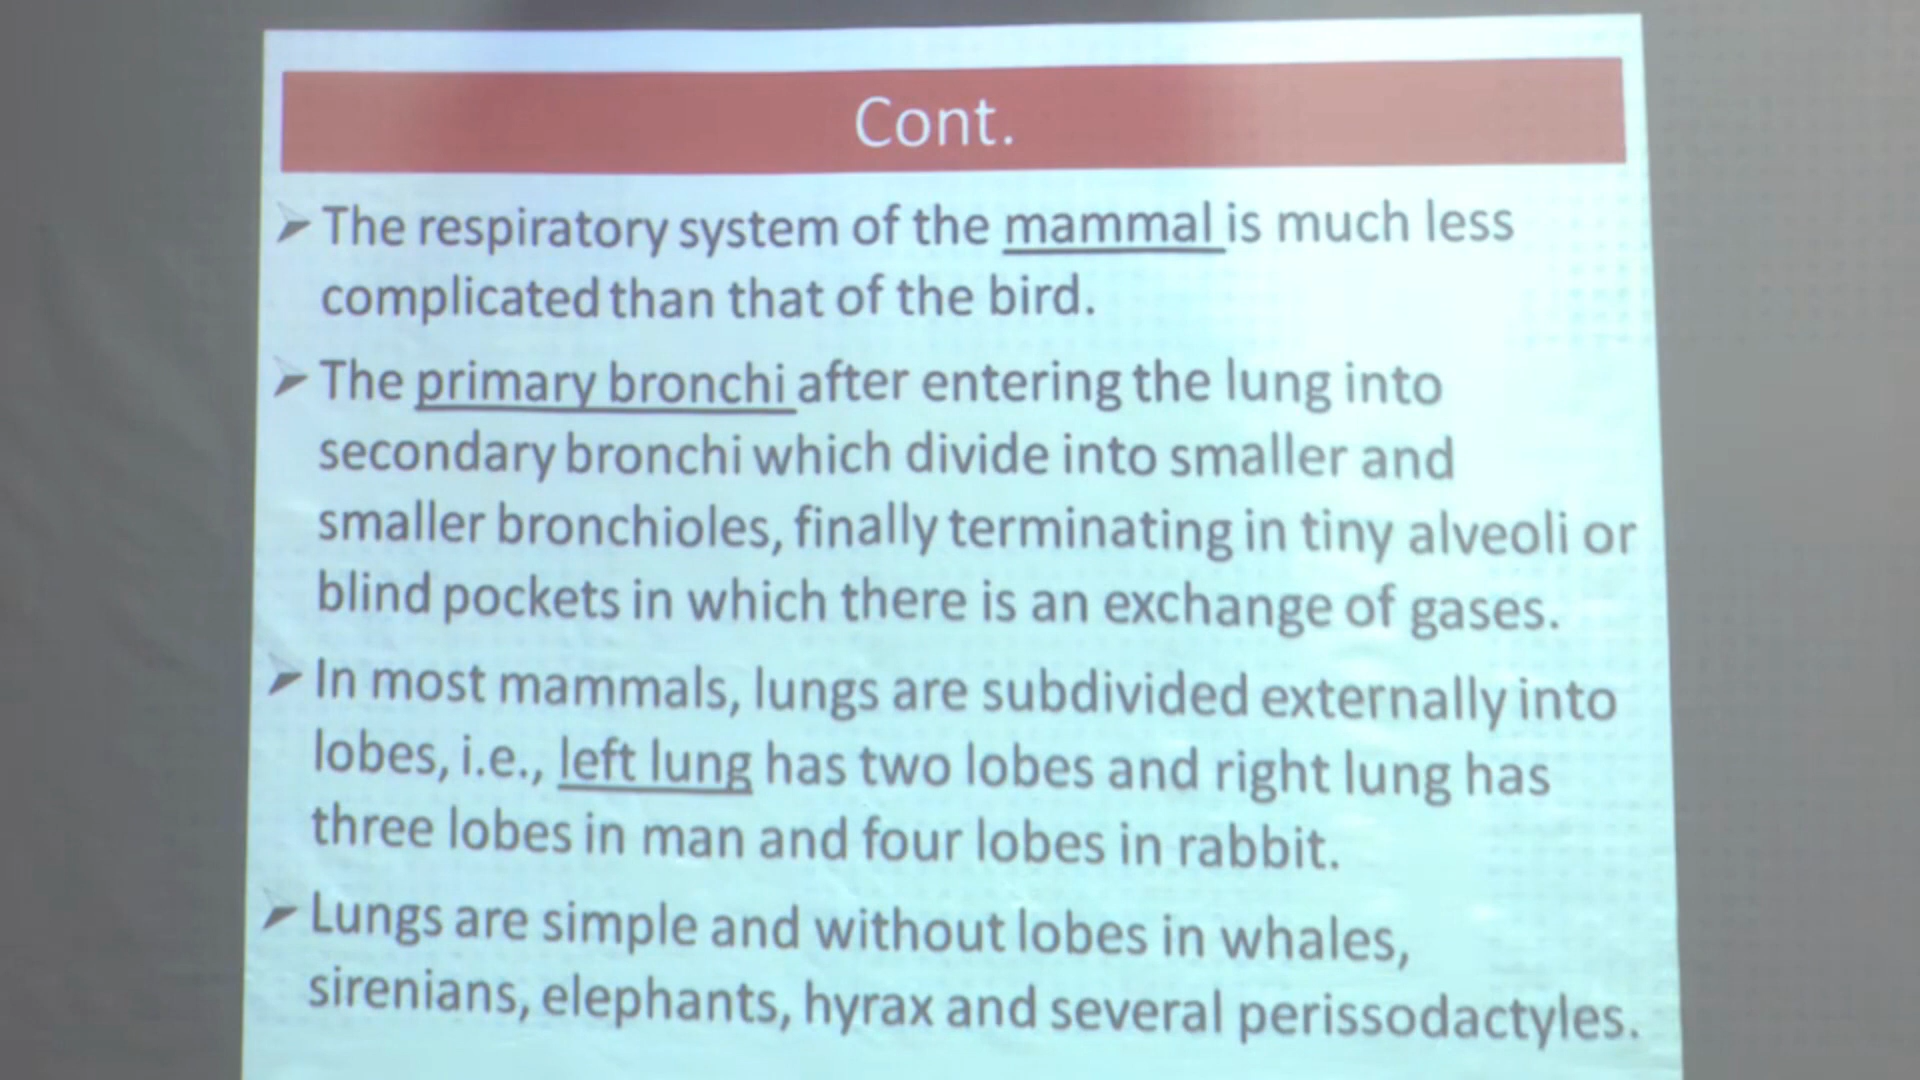 Cont.
The respiratory system of the mammal is much less
complicated than that of the bird.
The primary bronchi after entering the lung into
secondary bronchi which divide into smaller and
smaller bronchioles, finally terminating in tiny alveoli or
blind pockets in which there is an exchange of gases.
In most mammals, lungs are subdivided externally into
lobes, i.e., left lung has two lobes and right lung has
three lobes in man and four lobes in rabbit.
Lungs are simple and without lobes in whales,
sirenians, elephants, hyrax and several perissodactyles.